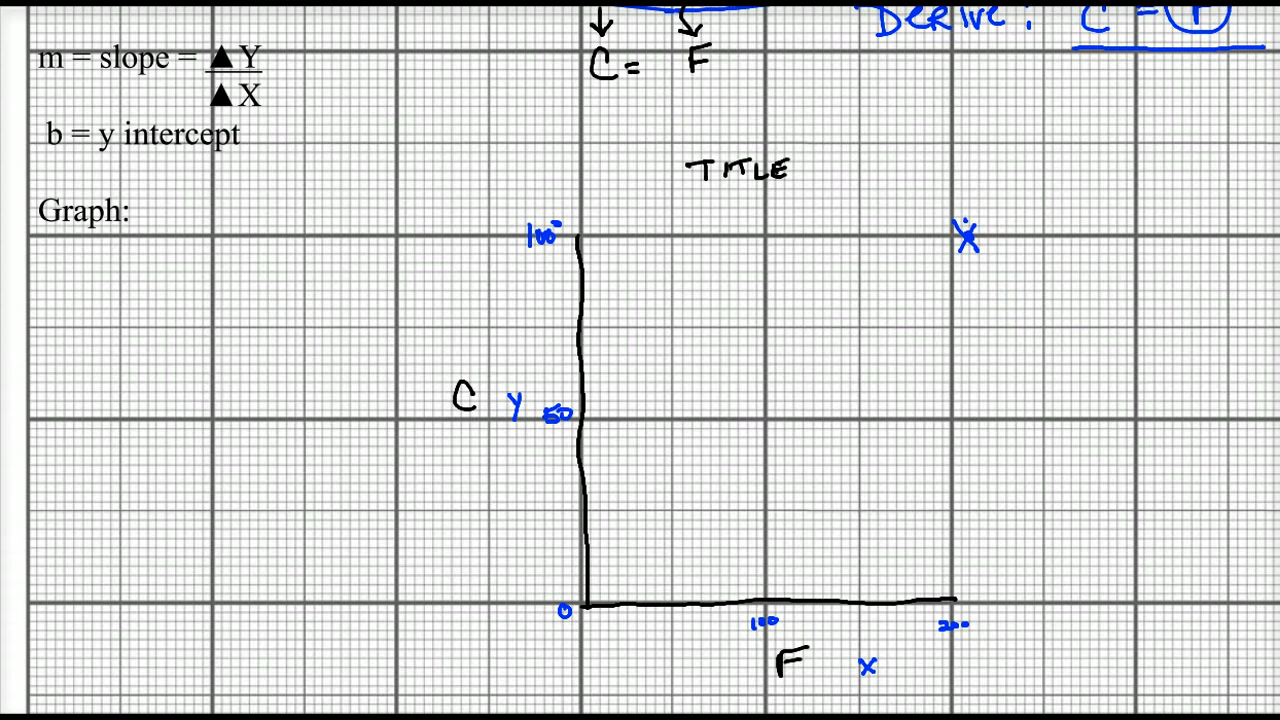 DERIVE: C = F
m = slope = ▲Y
▲X
C = F
b = y intercept
TITLE
Graph:
100°
C y 50
0
100 200
F x